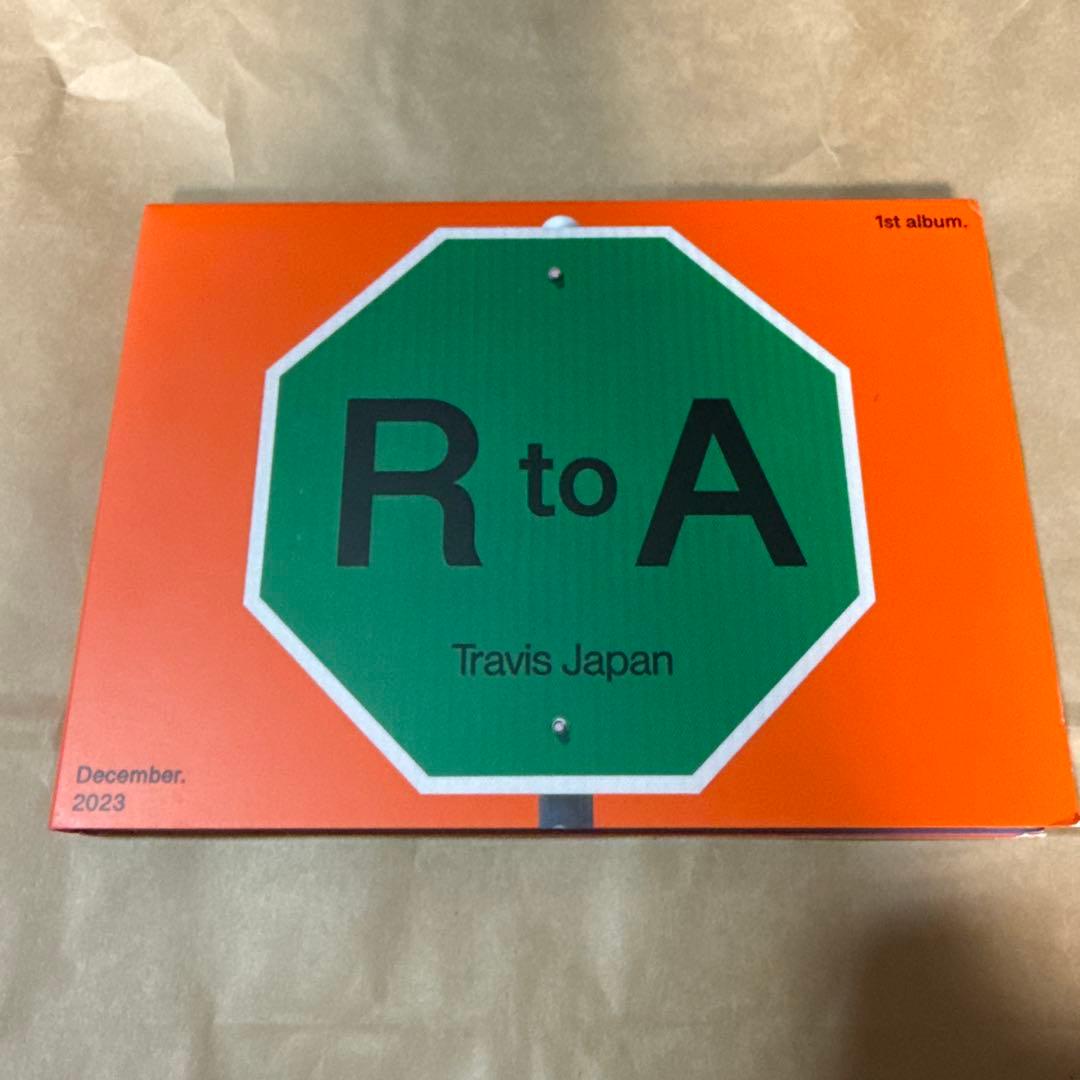 1st album.
R to A
Travis Japan
December.
2023